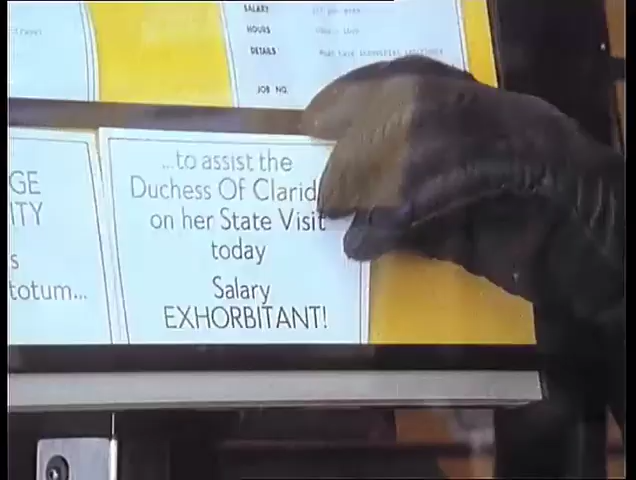 SALARY
HOURS
DETAILS
JOB NO.
GE
ITY
s
totum...
...to assist the
Duchess Of Clarid
on her State Visit
today
Salary
EXHORBITANT!